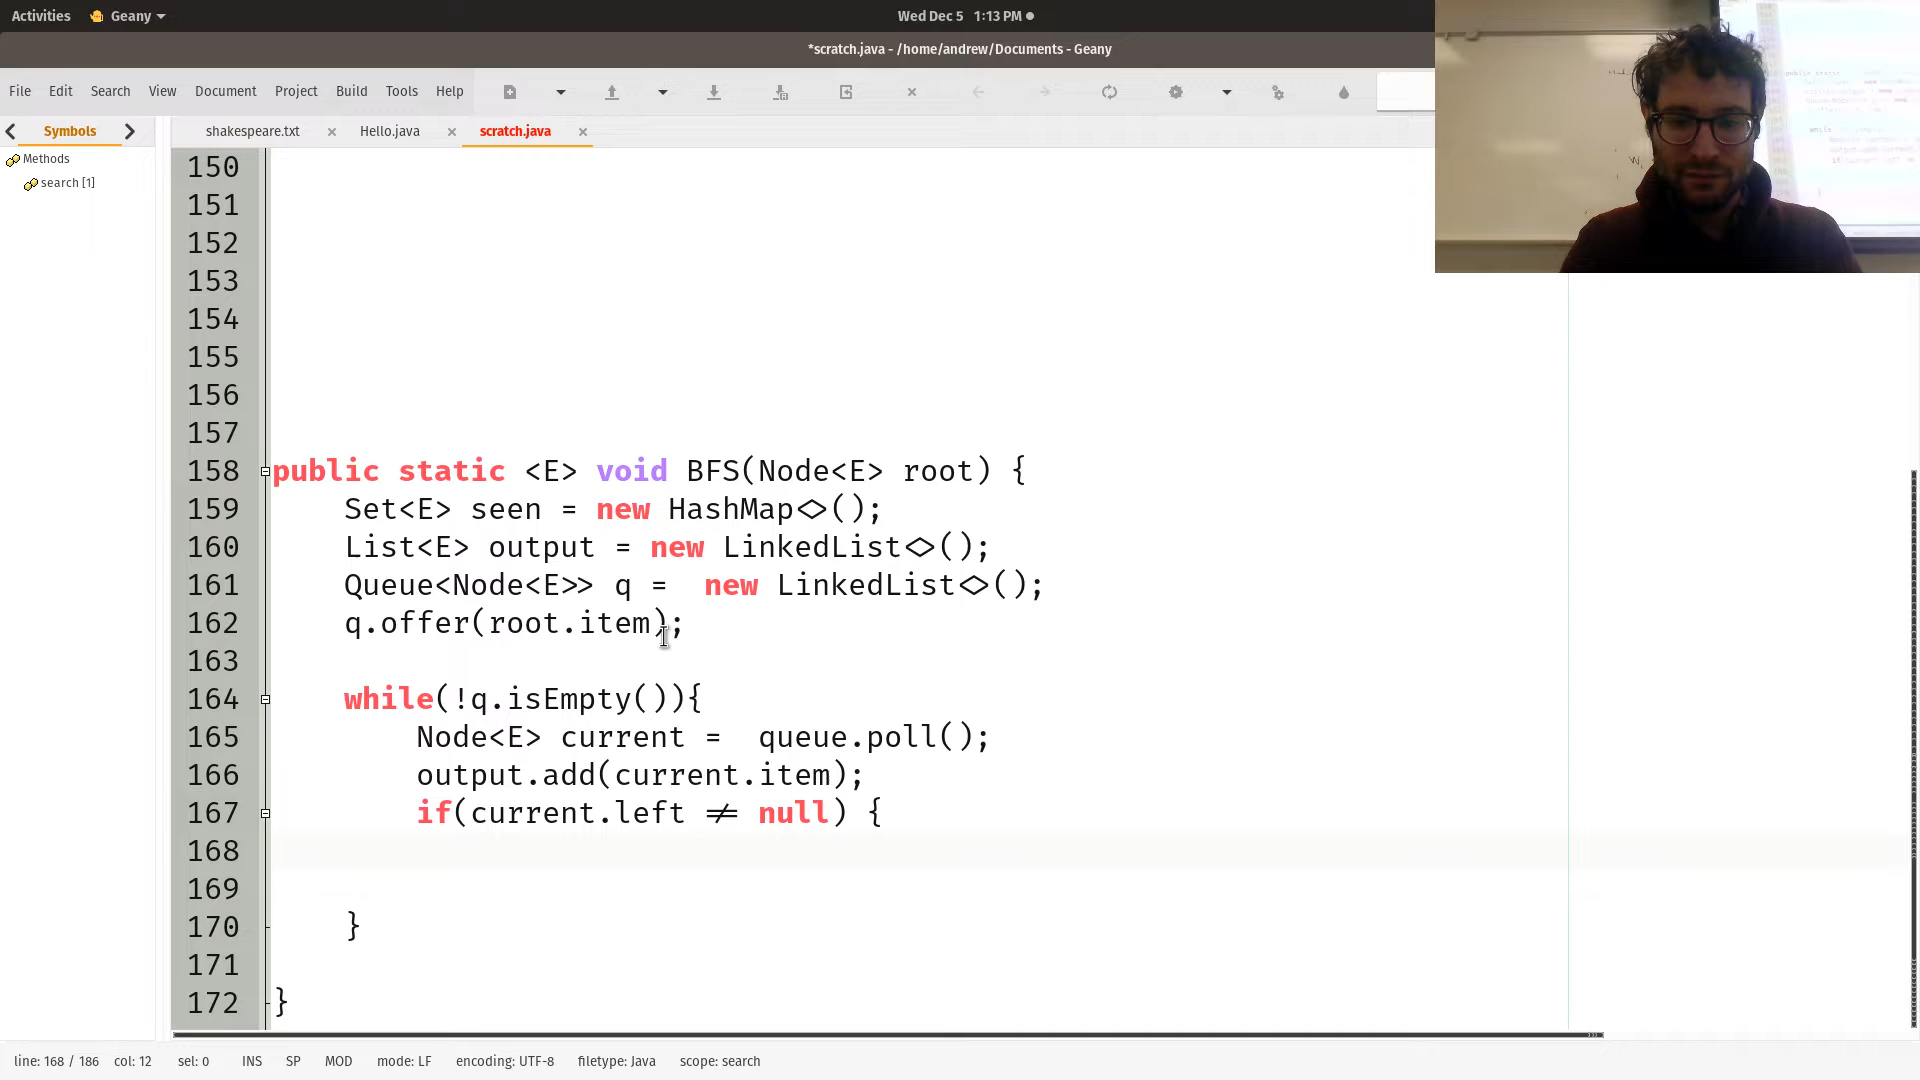 Activities Geany Wed Dec 5 1:13 PM
*scratch.java - /home/andrew/Documents - Geany
File Edit Search View Document Project Build Tools Help
Symbols shakespeare.txt Hello.java scratch.java
Methods
search [1]
150
151
152
153
154
155
156
157
158 public static <E> void BFS(Node<E> root) {
159 Set<E> seen = new HashMap<>();
160 List<E> output = new LinkedList<>();
161 Queue<Node<E>> q =  new LinkedList<>();
162 q.offer(root.item);
163
164 while(!q.isEmpty()){
165 Node<E> current =  queue.poll();
166 output.add(current.item);
167 if(current.left != null) {
168
169
170 }
171
172 }
line: 168 / 186 col: 12 sel: 0 INS SP MOD mode: LF encoding: UTF-8 filetype: Java scope: search